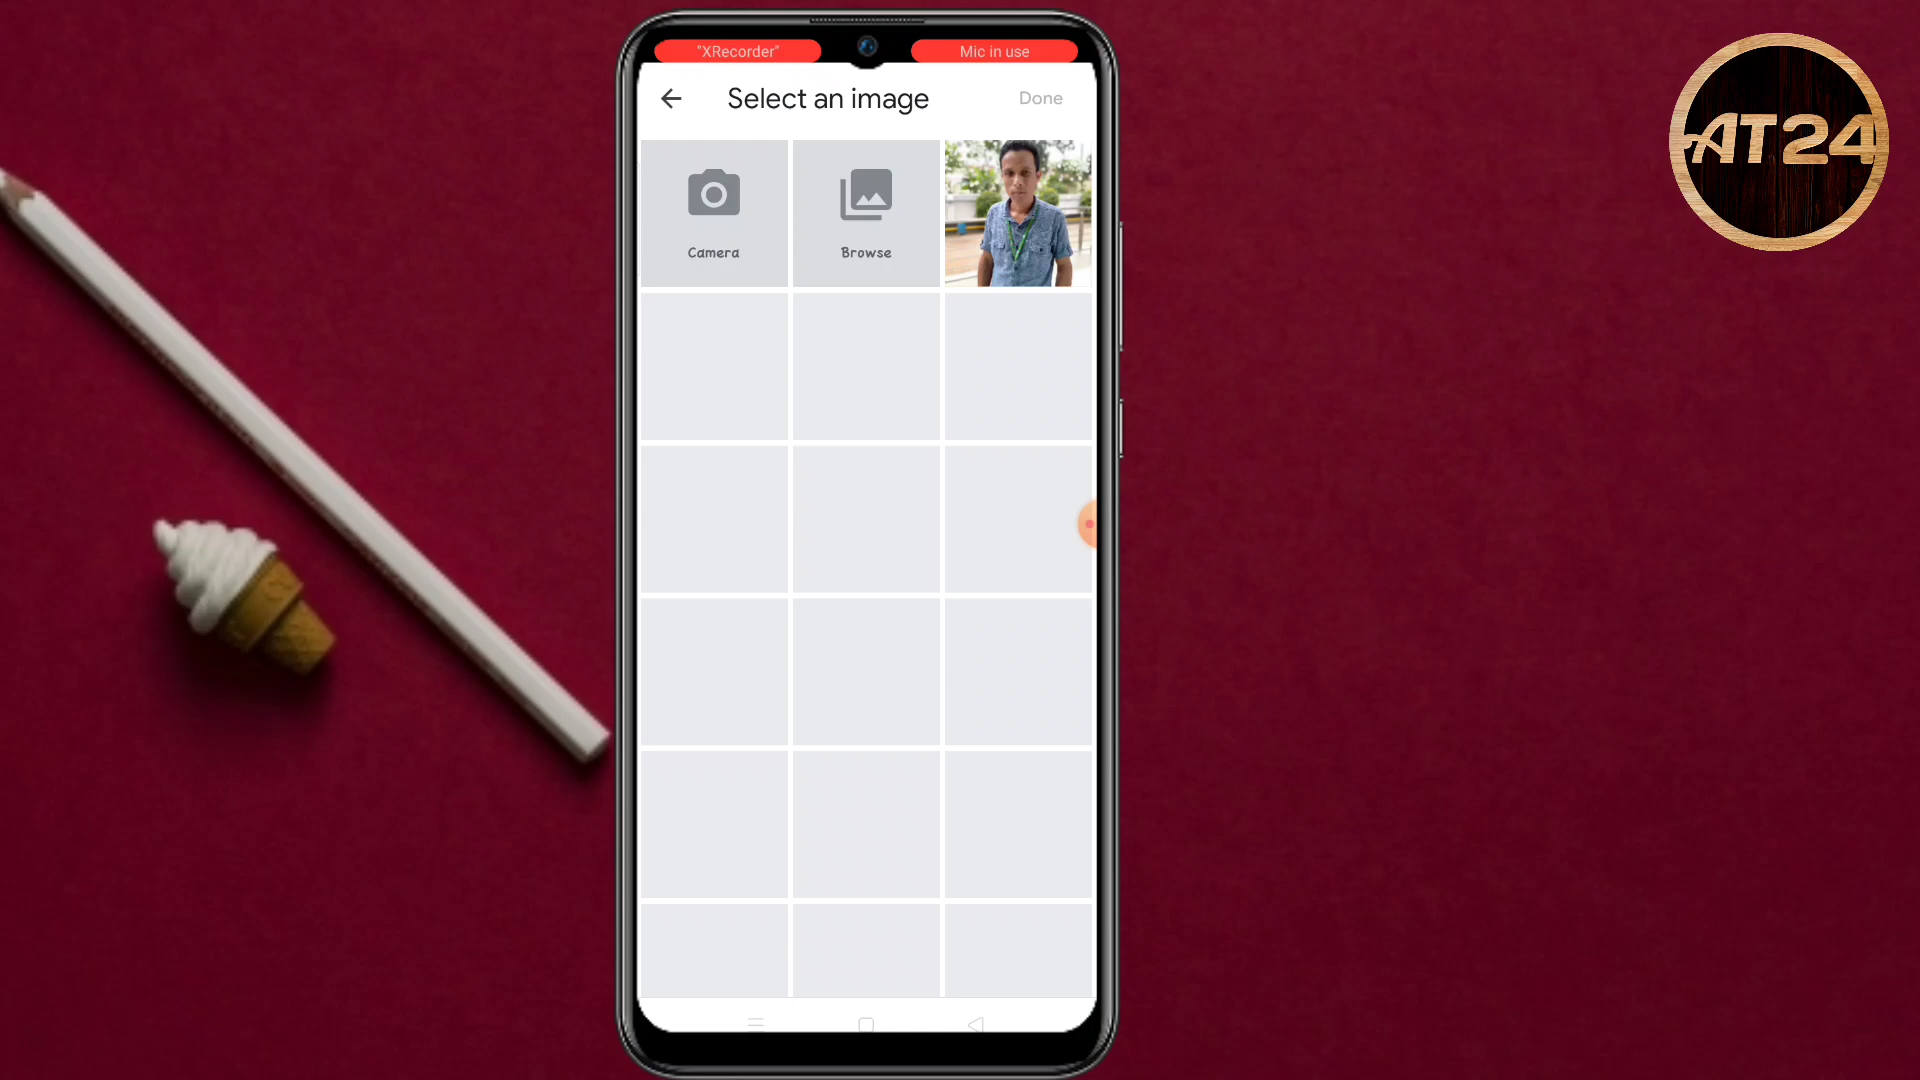 "XRecorder"
Mic in use
Select an image
Done
Camera
Browse
AT24